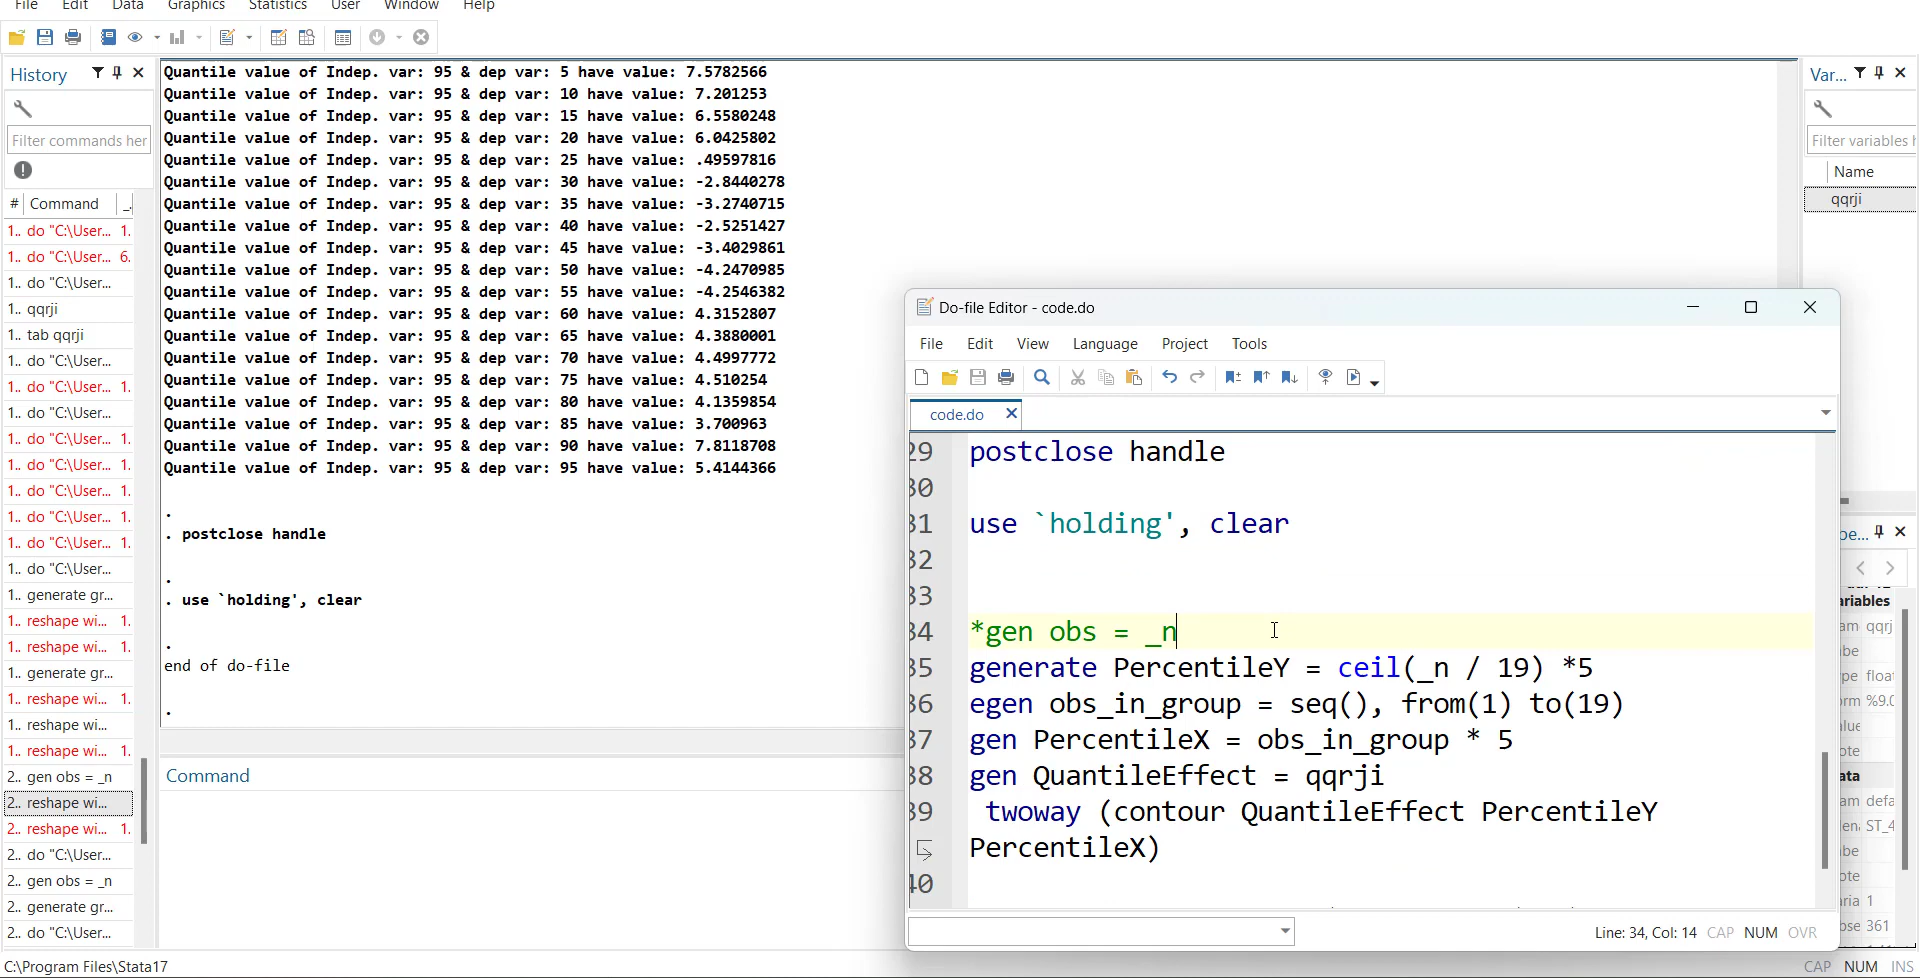 File Edit Data Graphics Statistics User Window Help
History
Filter commands her
# Command
1.. do "C:\User... 1.
1.. do "C:\User... 6.
1.. do "C:\User...
1.. qqrji
1.. tab qqrji
1.. do "C:\User...
1.. do "C:\User... 1.
1.. do "C:\User...
1.. do "C:\User... 1.
1.. do "C:\User... 1.
1.. do "C:\User... 1.
1.. do "C:\User... 1.
1.. do "C:\User... 1.
1.. do "C:\User...
1.. generate gr...
1.. reshape wi... 1.
1.. reshape wi... 1.
1.. generate gr...
1.. reshape wi... 1.
1.. reshape wi...
1.. reshape wi... 1.
2.. gen obs = _n
2.. reshape wi...
2.. reshape wi... 1.
2.. do "C:\User...
2.. gen obs = _n
2.. generate gr...
2.. do "C:\User...
Quantile value of Indep. var: 95 & dep var: 5 have value: 7.5782566
Quantile value of Indep. var: 95 & dep var: 10 have value: 7.201253
Quantile value of Indep. var: 95 & dep var: 15 have value: 6.5580248
Quantile value of Indep. var: 95 & dep var: 20 have value: 6.0425802
Quantile value of Indep. var: 95 & dep var: 25 have value: .49597816
Quantile value of Indep. var: 95 & dep var: 30 have value: -2.8440278
Quantile value of Indep. var: 95 & dep var: 35 have value: -3.2740715
Quantile value of Indep. var: 95 & dep var: 40 have value: -2.5251427
Quantile value of Indep. var: 95 & dep var: 45 have value: -3.4029861
Quantile value of Indep. var: 95 & dep var: 50 have value: -4.2470985
Quantile value of Indep. var: 95 & dep var: 55 have value: -4.2546382
Quantile value of Indep. var: 95 & dep var: 60 have value: 4.3152807
Quantile value of Indep. var: 95 & dep var: 65 have value: 4.3880001
Quantile value of Indep. var: 95 & dep var: 70 have value: 4.4997772
Quantile value of Indep. var: 95 & dep var: 75 have value: 4.510254
Quantile value of Indep. var: 95 & dep var: 80 have value: 4.1359854
Quantile value of Indep. var: 95 & dep var: 85 have value: 3.700963
Quantile value of Indep. var: 95 & dep var: 90 have value: 7.8118708
Quantile value of Indep. var: 95 & dep var: 95 have value: 5.4144366
.
. postclose handle
.
. use `holding', clear
.
end of do-file
.
Command
Do-file Editor - code.do
File Edit View Language Project Tools
code.do
29 postclose handle
30
31 use `holding', clear
32
33
34 *gen obs = _n
35 generate PercentileY = ceil(_n / 19) *5
36 egen obs_in_group = seq(), from(1) to(19)
37 gen PercentileX = obs_in_group * 5
38 gen QuantileEffect = qqrji
39 twoway (contour QuantileEffect PercentileY
PercentileX)
40
Line: 34, Col: 14 CAP NUM OVR
Var...
Filter variables h
Name
qqrji
ariables
qqrj
floa
%9.0
ata
defa
ST_4
1
361
C:\Program Files\Stata17
CAP NUM INS